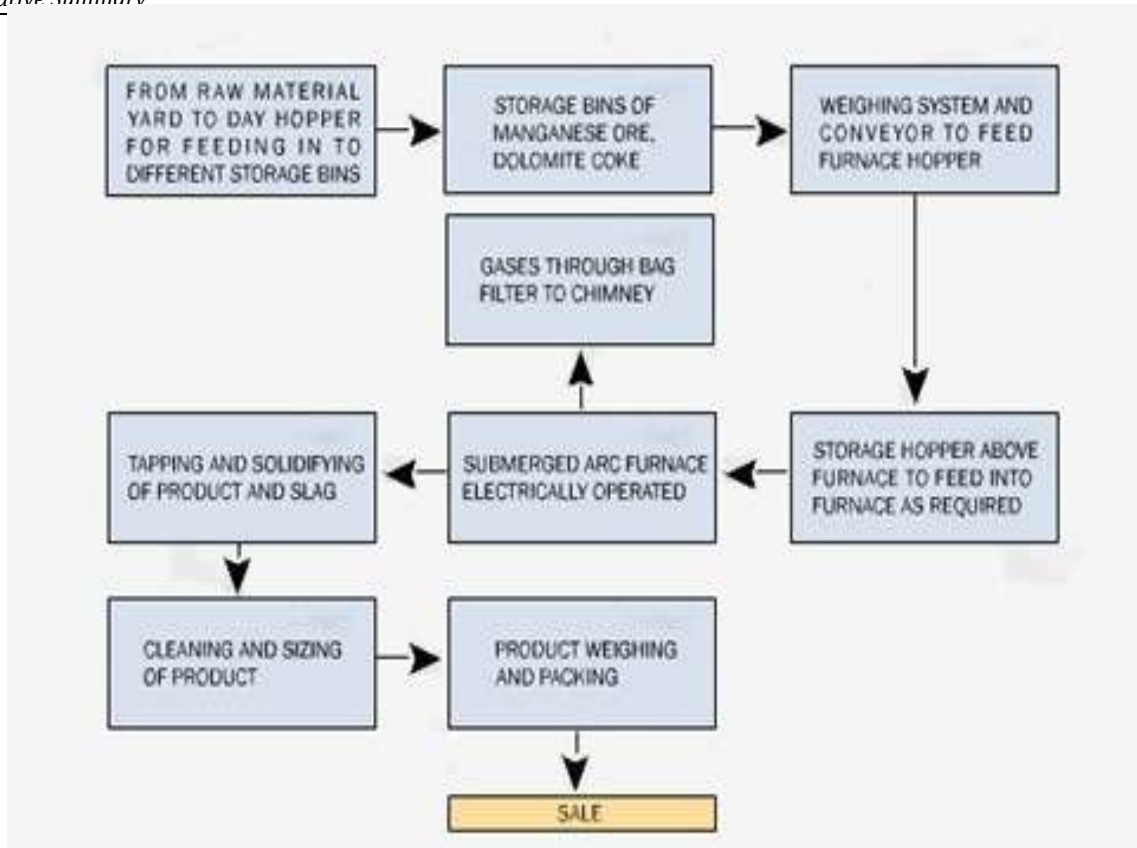 FROM RAW MATERIAL
YARD TO DAY HOPPER
FOR FEEDING IN TO
DIFFERENT STORAGE BINS
STORAGE BINS OF
MANGANESE ORE,
DOLOMITE COKE
WEIGHING SYSTEM AND
CONVEYOR TO FEED
FURNACE HOPPER
GASES THROUGH BAG
FILTER TO CHIMNEY
STORAGE HOPPER ABOVE
FURNACE TO FEED INTO
FURNACE AS REQUIRED
SUBMERGED ARC FURNACE
ELECTRICALLY OPERATED
TAPPING AND SOLIDIFYING
OF PRODUCT AND SLAG
CLEANING AND SIZING
OF PRODUCT
PRODUCT WEIGHING
AND PACKING
SALE